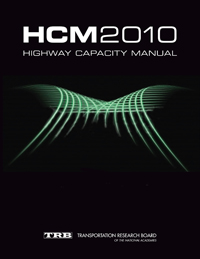 HCM2010
HIGHWAY CAPACITY MANUAL
TRB TRANSPORTATION RESEARCH BOARD
OF THE NATIONAL ACADEMIES